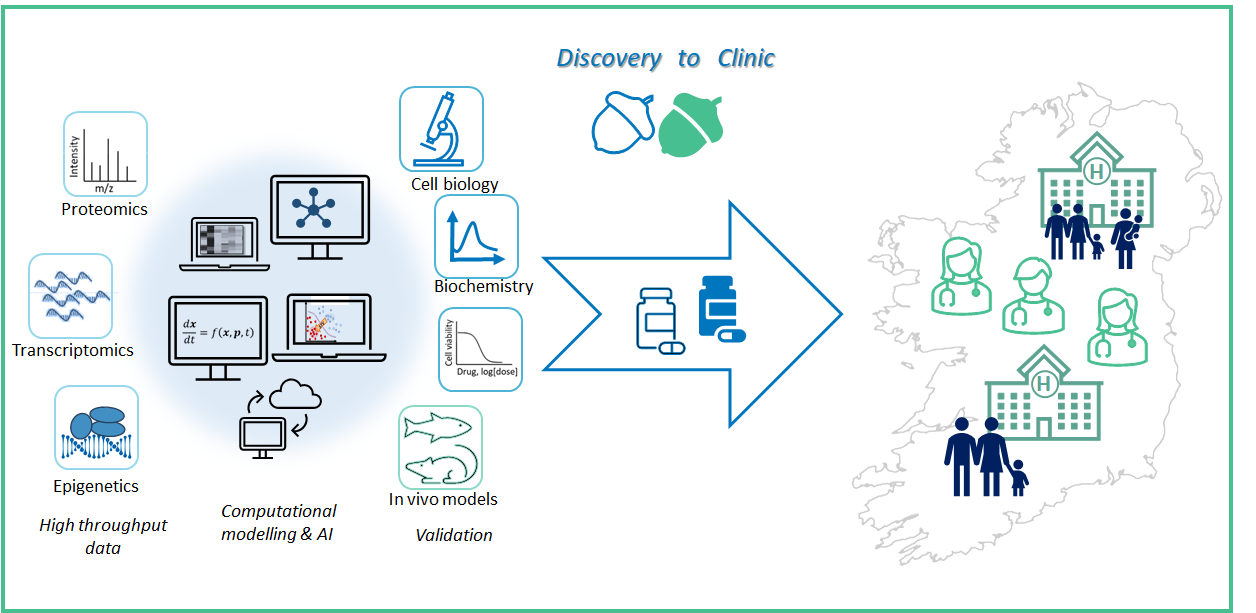 Discovery to Clinic
Intensity
m/z
Proteomics
Transcriptomics
Epigenetics
High throughput
data
dx/dt = f(x, p, t)
Computational
modelling & AI
Cell biology
Biochemistry
Cell viability
Drug, log[dose]
In vivo models
Validation
H
H